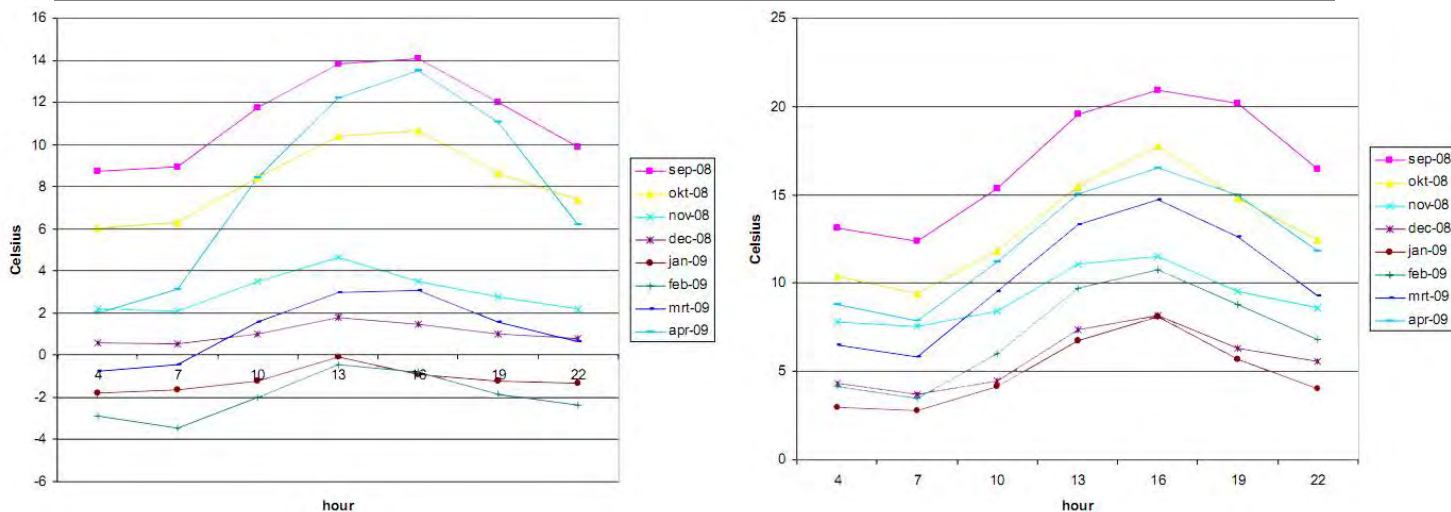 16
14
12
10
8
6
4
2
0
-2
-4
-6
Celsius
4 7 10 13 16 19 22
hour
sep-08
okt-08
nov-08
dec-08
jan-09
feb-09
mrt-09
apr-09
25
20
15
10
5
0
Celsius
4 7 10 13 16 19 22
hour
sep-08
okt-08
nov-08
dec-08
jan-09
feb-09
mrt-09
apr-09